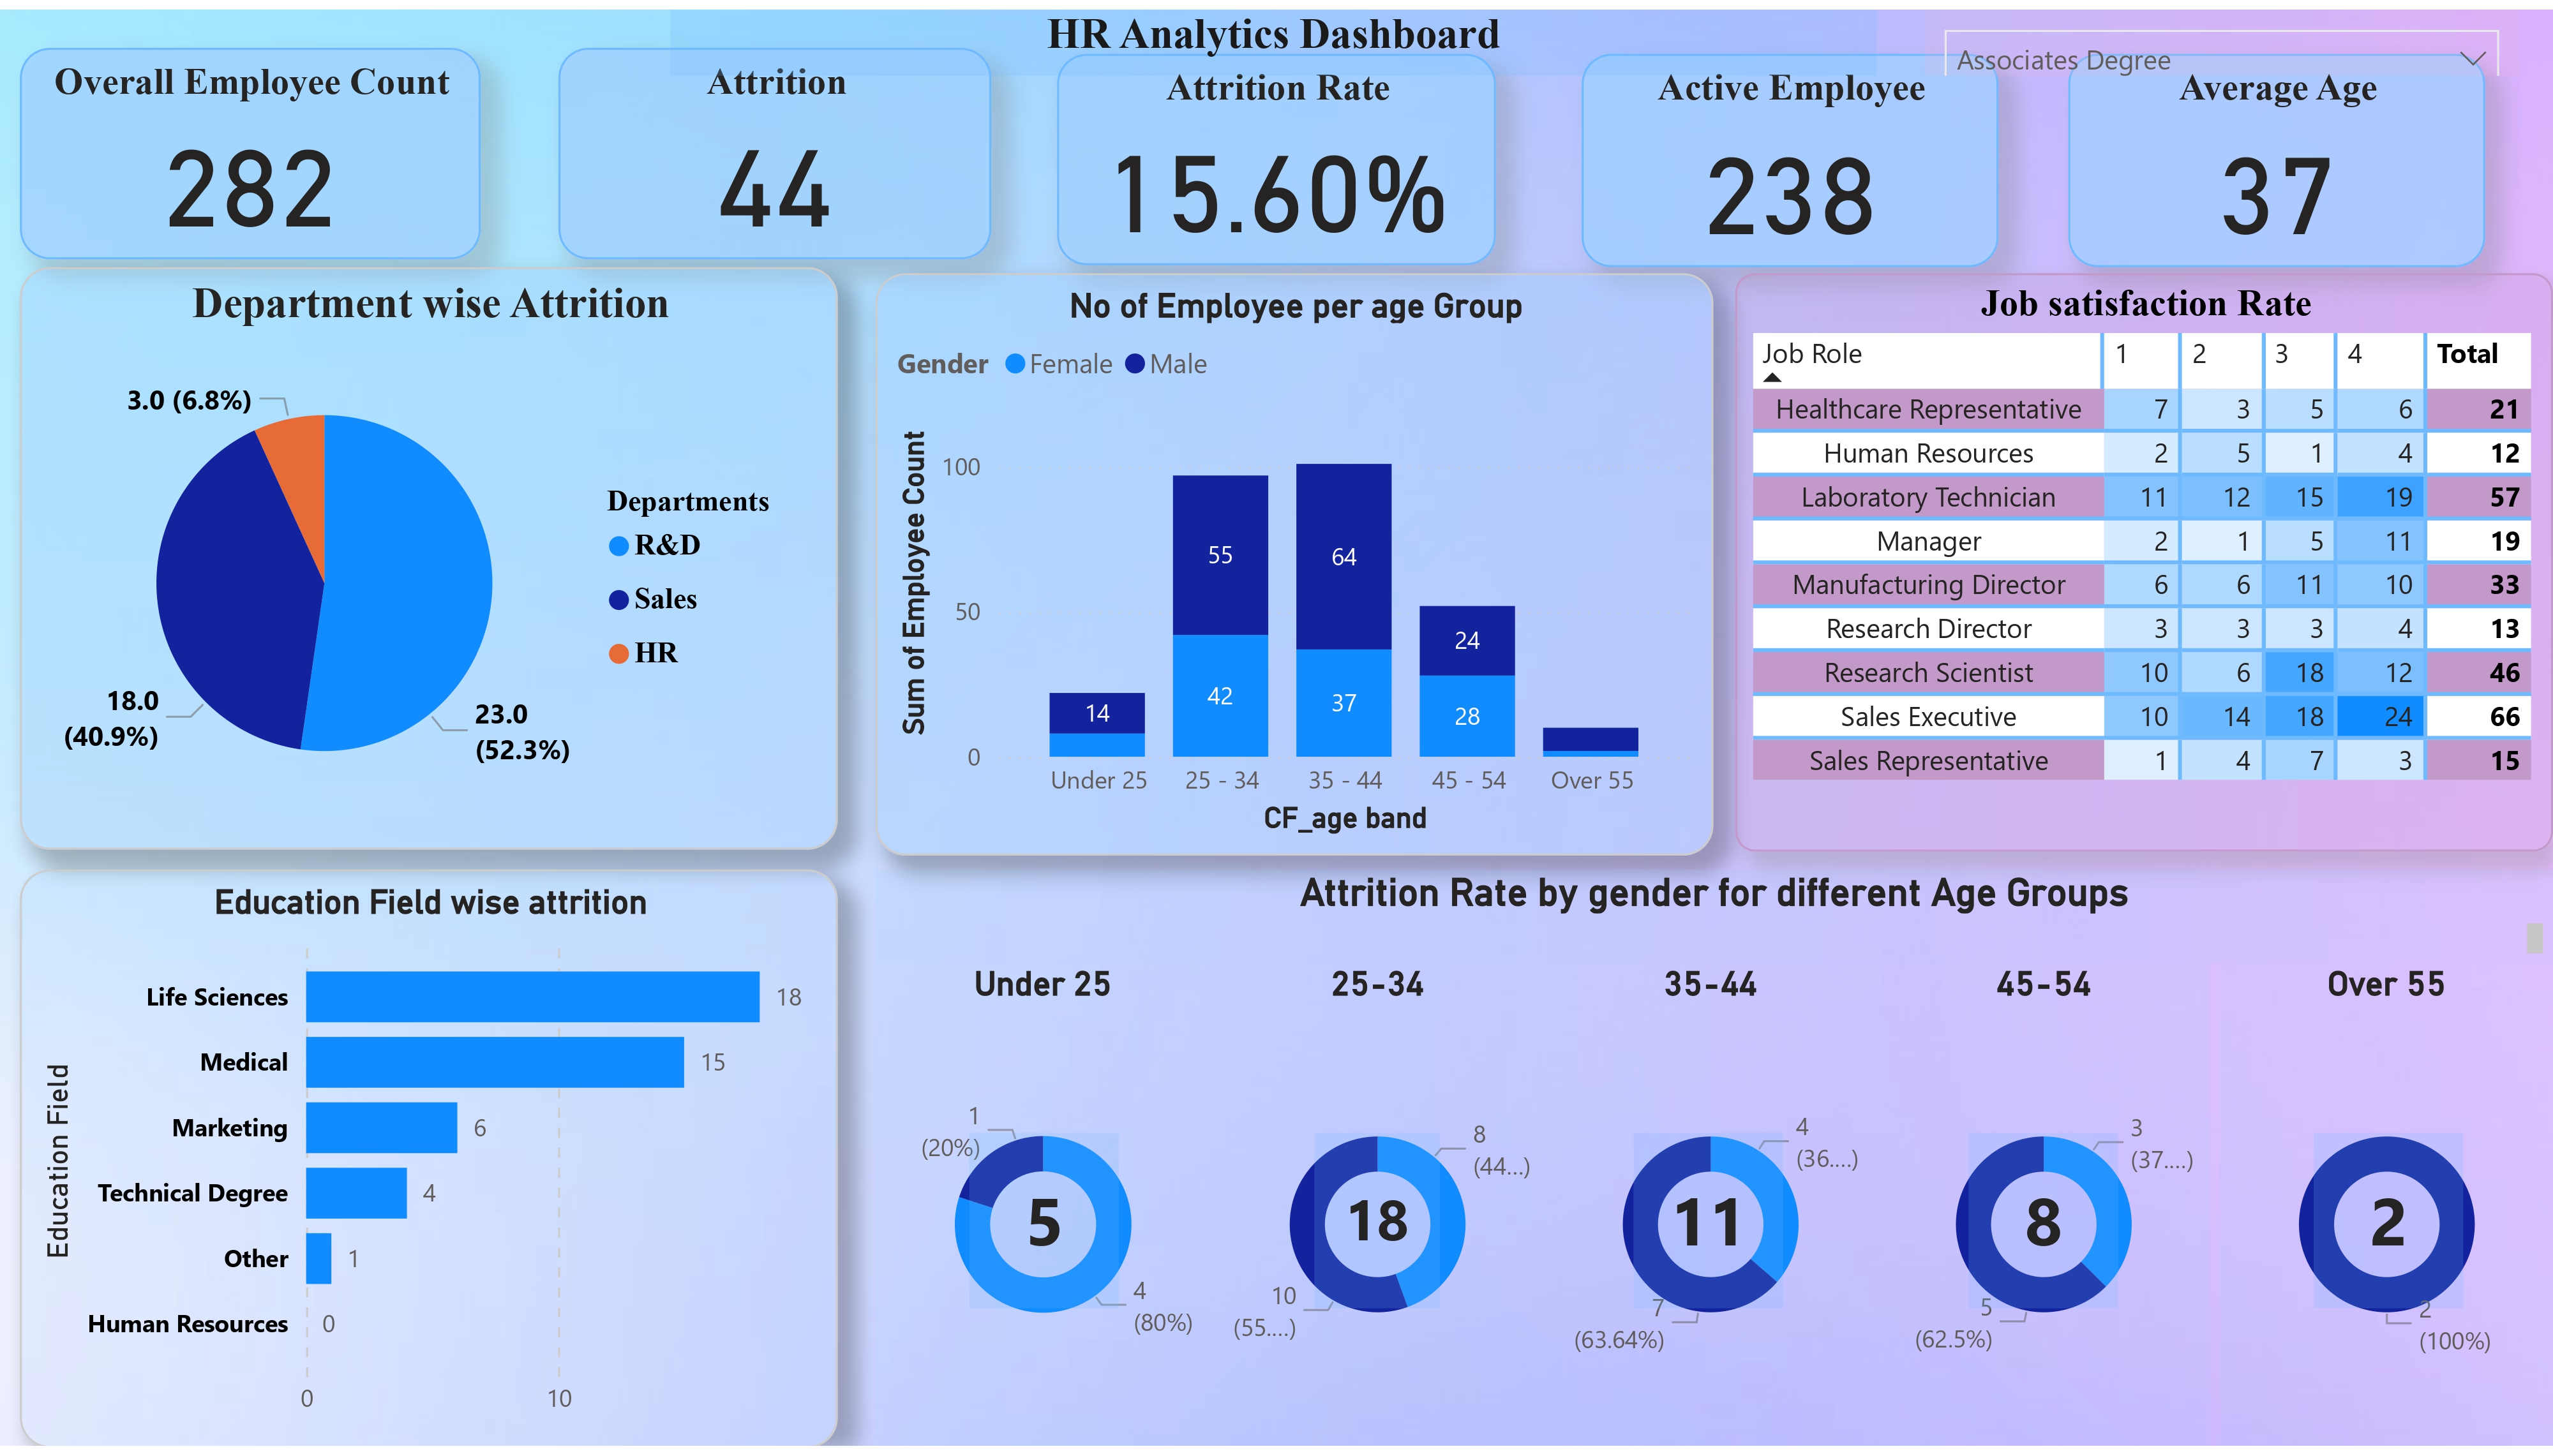 HR Analytics Dashboard
Associates Degree
Overall Employee Count
282
Attrition
44
Attrition Rate
15.60%
Active Employee
238
Average Age
37
Department wise Attrition
3.0 (6.8%)
18.0
(40.9%)
23.0
(52.3%)
Departments
R&D
Sales
HR
No of Employee per age Group
Gender Female Male
Sum of Employee Count
100
50
0
14
55
42
64
37
24
28
Under 25 25 - 34 35 - 44 45 - 54 Over 55
CF_age band
Job satisfaction Rate
Job Role 1 2 3 4 Total
Healthcare Representative 7 3 5 6 21
Human Resources 2 5 1 4 12
Laboratory Technician 11 12 15 19 57
Manager 2 1 5 11 19
Manufacturing Director 6 6 11 10 33
Research Director 3 3 3 4 13
Research Scientist 10 6 18 12 46
Sales Executive 10 14 18 24 66
Sales Representative 1 4 7 3 15
Education Field wise attrition
Education Field
Life Sciences 18
Medical 15
Marketing 6
Technical Degree 4
Other 1
Human Resources 0
0 10
Attrition Rate by gender for different Age Groups
Under 25
1
(20%)
5
4
(80%)
25-34
8
(44...)
18
10
(55....)
35-44
4
(36....)
11
7
(63.64%)
45-54
3
(37....)
8
5
(62.5%)
Over 55
2
2
(100%)